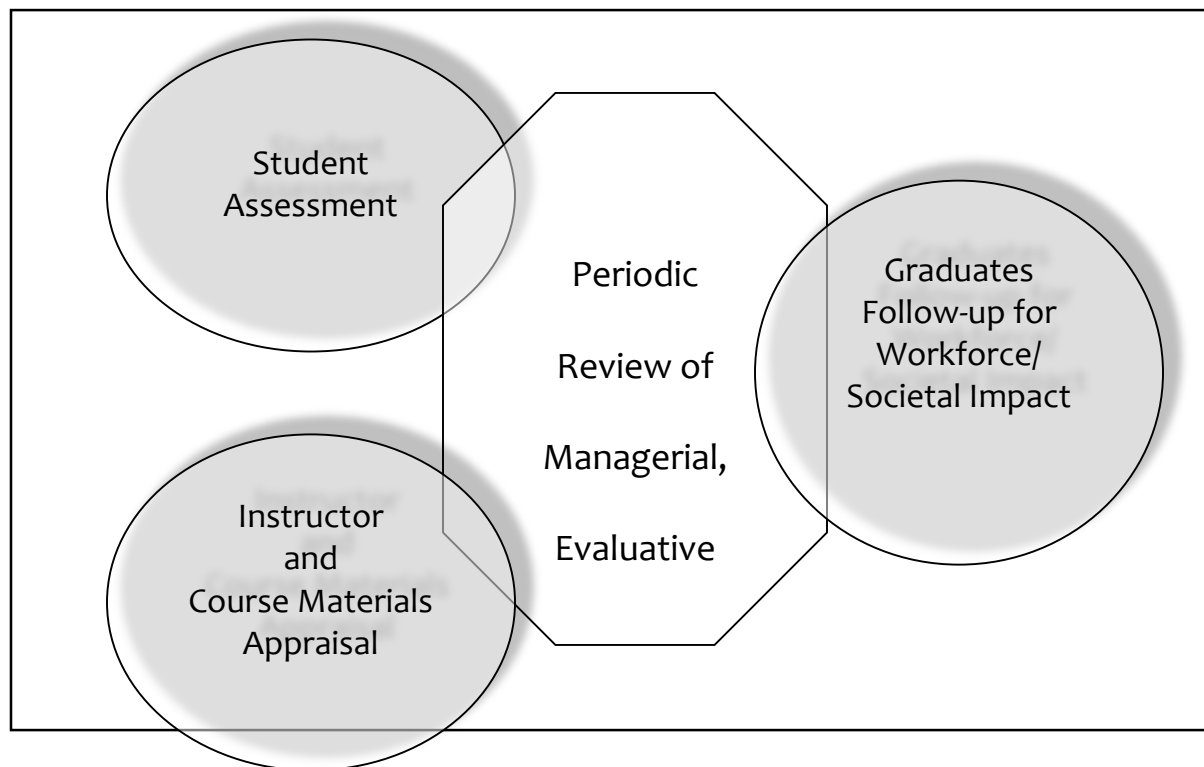 Student
Assessment
Periodic
Review of
Managerial,
Evaluative
Graduates
Follow-up for
Workforce/
Societal Impact
Instructor
and
Course Materials
Appraisal